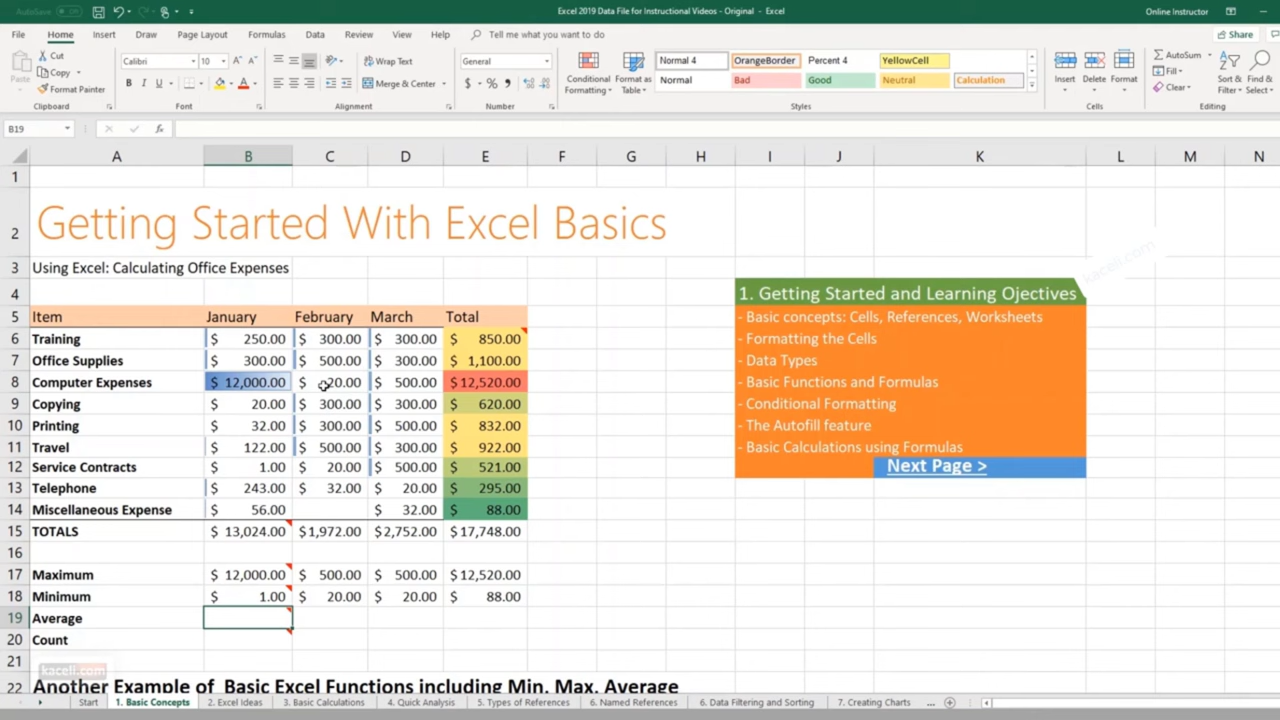 AutoSave Off
Excel 2019 Data File for Instructional Videos - Original - Excel
Online Instructor
File Home Insert Draw Page Layout Formulas Data Review View Help Tell me what you want to do Share
Paste Cut Copy Format Painter Clipboard
Calibri 10 A A B I U A Font
Wrap Text Merge & Center Alignment
General $ % , Number
Conditional Formatting Format as Table
Normal 4 OrangeBorder Percent 4 YellowCell
Normal Bad Good Neutral Calculation
Styles
Insert Delete Format Cells
AutoSum Fill Clear Sort & Filter Find & Select Editing
B19 fx
A B C D E F G H I J K L M N
1
2 Getting Started With Excel Basics
3 Using Excel: Calculating Office Expenses
kaceli.com
4 1. Getting Started and Learning Ojectives
5 Item January February March Total - Basic concepts: Cells, References, Worksheets
6 Training $ 250.00 $ 300.00 $ 300.00 $ 850.00 - Formatting the Cells
7 Office Supplies $ 300.00 $ 500.00 $ 300.00 $ 1,100.00 - Data Types
8 Computer Expenses $ 12,000.00 $ 20.00 $ 500.00 $12,520.00 - Basic Functions and Formulas
9 Copying $ 20.00 $ 300.00 $ 300.00 $ 620.00 - Conditional Formatting
10 Printing $ 32.00 $ 300.00 $ 500.00 $ 832.00 - The Autofill feature
11 Travel $ 122.00 $ 500.00 $ 300.00 $ 922.00 - Basic Calculations using Formulas
12 Service Contracts $ 1.00 $ 20.00 $ 500.00 $ 521.00 Next Page >
13 Telephone $ 243.00 $ 32.00 $ 20.00 $ 295.00
14 Miscellaneous Expense $ 56.00 $ 32.00 $ 88.00
15 TOTALS $ 13,024.00 $1,972.00 $2,752.00 $17,748.00
16
17 Maximum $ 12,000.00 $ 500.00 $ 500.00 $12,520.00
18 Minimum $ 1.00 $ 20.00 $ 20.00 $ 88.00
19 Average
20 Count
21
kaceli.com
22 Another Example of Basic Excel Functions including Min, Max, Average
Start 1. Basic Concepts 2. Excel Ideas 3. Basic Calculations 4. Quick Analysis 5. Types of References 6. Named References 6. Data Filtering and Sorting 7. Creating Charts ...